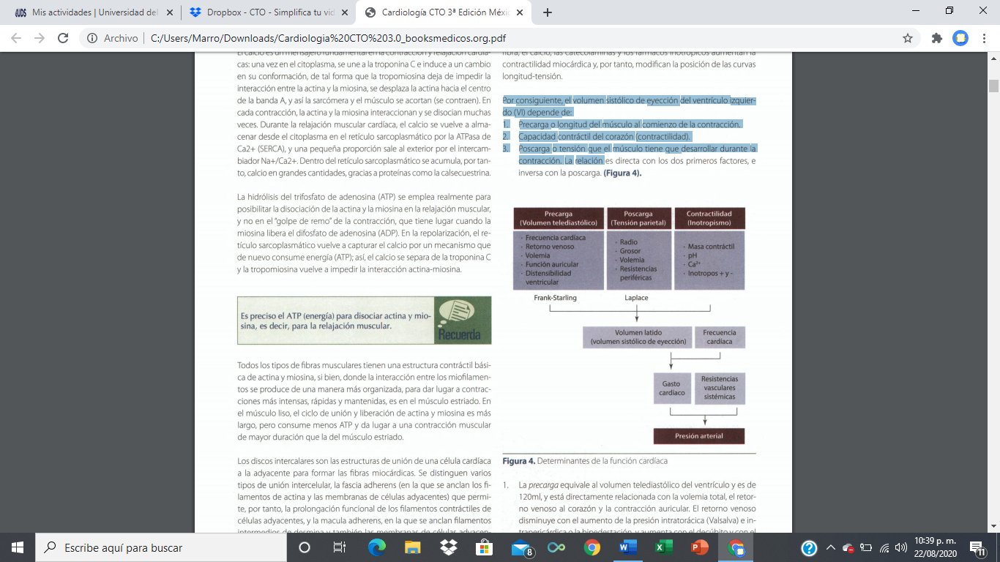 Mis actividades | Universidad del
Dropbox - CTO - Simplifica tu vid
Cardiología CTO 3ª Edición Méxi
Archivo
C:/Users/Marro/Downloads/Cardiologia%20CTO%203.0_booksmedicos.org.pdf
El calcio es un mensajero fundamental en la contracción y relajación cardía-
cas: una vez en el citoplasma, se une a la troponina C e induce a un cambio
en su conformación, de tal forma que la tropomiosina deja de impedir la
interacción entre la actina y la miosina, se desplaza la actina hacia el centro
de la banda A, y así la sarcómera y el músculo se acortan (se contraen). En
cada contracción, la actina y la miosina interaccionan y se disocian muchas
veces. Durante la relajación muscular cardíaca, el calcio se vuelve a alma-
cenar desde el citoplasma en el retículo sarcoplasmático por la ATPasa de
Ca2+ (SERCA), y una pequeña proporción sale al exterior por el intercam-
biador Na+/Ca2+. Dentro del retículo sarcoplasmático se acumula, por tan-
to, calcio en grandes cantidades, gracias a proteínas como la calsecuestrina.
La hidrólisis del trifosfato de adenosina (ATP) se emplea realmente para
posibilitar la disociación de la actina y la miosina en la relajación muscular,
y no en el "golpe de remo" de la contracción, que tiene lugar cuando la
miosina libera el difosfato de adenosina (ADP). En la repolarización, el re-
tículo sarcoplasmático vuelve a capturar el calcio por un mecanismo que
de nuevo consume energía (ATP); así, el calcio se separa de la troponina C
y la tropomiosina vuelve a impedir la interacción actina-miosina.
Es preciso el ATP (energía) para disociar actina y mio-
sina, es decir, para la relajación muscular.
Recuerda
Todos los tipos de fibras musculares tienen una estructura contráctil bási-
ca de actina y miosina, si bien, donde la interacción entre los miofilamen-
tos se produce de una manera más organizada, para dar lugar a contrac-
ciones más intensas, rápidas y mantenidas, es en el músculo estriado. En
el músculo liso, el ciclo de unión y liberación de actina y miosina es más
largo, pero consume menos ATP y da lugar a una contracción muscular
de mayor duración que la del músculo estriado.
Los discos intercalares son las estructuras de unión de una célula cardíaca
a la adyacente para formar las fibras miocárdicas. Se distinguen varios
tipos de unión intercelular, la fascia adherens (en la que se anclan los fi-
lamentos de actina y las membranas de células adyacentes) que permi-
te, por tanto, la prolongación funcional de los filamentos contráctiles de
células adyacentes, y la macula adherens, en la que se anclan filamentos
intermedios de desmina y también las membranas de células adyacen-
fibra, el calcio, las catecolaminas y los fármacos inotrópicos aumentan la
contractilidad miocárdica y, por tanto, modifican la posición de las curvas
longitud-tensión.
Por consiguiente, el volumen sistólico de eyección del ventrículo izquier-
do (VI) depende de:
1. Precarga o longitud del músculo al comienzo de la contracción.
2. Capacidad contráctil del corazón (contractilidad).
3. Poscarga o tensión que el músculo tiene que desarrollar durante la
contracción. La relación es directa con los dos primeros factores, e
inversa con la poscarga. (Figura 4).
Precarga
(Volumen telediastólico)
· Frecuencia cardíaca
· Retorno venoso
· Volemia
· Función auricular
· Distensibilidad
ventricular
Poscarga
(Tensión parietal)
· Radio
· Grosor
· Volemia
· Resistencias
periféricas
Contractilidad
(Inotropismo)
· Masa contráctil
· pH
· Ca²⁺
· Inotropos + y -
Frank-Starling
Laplace
Volumen latido
(volumen sistólico de eyección)
Frecuencia
cardíaca
Gasto
cardíaco
Resistencias
vasculares
sistémicas
Presión arterial
Figura 4. Determinantes de la función cardíaca
1. La precarga equivale al volumen telediastólico del ventrículo y es de
120ml, y está directamente relacionada con la volemia total, el retor-
no venoso al corazón y la contracción auricular. El retorno venoso
disminuye con el aumento de la presión intratorácica (Valsalva) e in-
trapericárdica o la bipedestación, y aumenta con el decúbito y con el
Escribe aquí para buscar
8
10:39 p. m.
22/08/2020
11